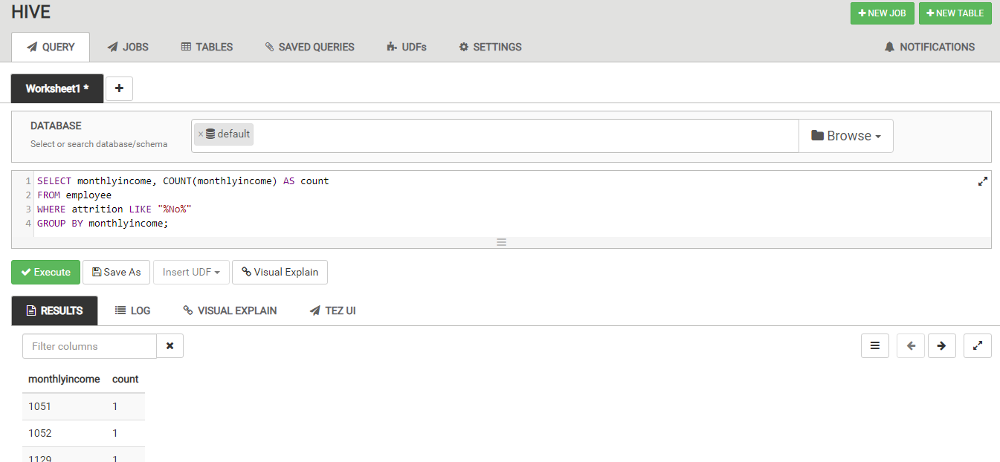 HIVE
NEW JOB NEW TABLE
QUERY JOBS TABLES SAVED QUERIES UDFs SETTINGS NOTIFICATIONS
Worksheet1 * +
DATABASE
Select or search database/schema
× default
Browse
1 SELECT monthlyincome, COUNT(monthlyincome) AS count
2 FROM employee
3 WHERE attrition LIKE "%No%"
4 GROUP BY monthlyincome;
Execute Save As Insert UDF Visual Explain
RESULTS LOG VISUAL EXPLAIN TEZ UI
Filter columns
monthlyincome count
1051 1
1052 1
1129 1